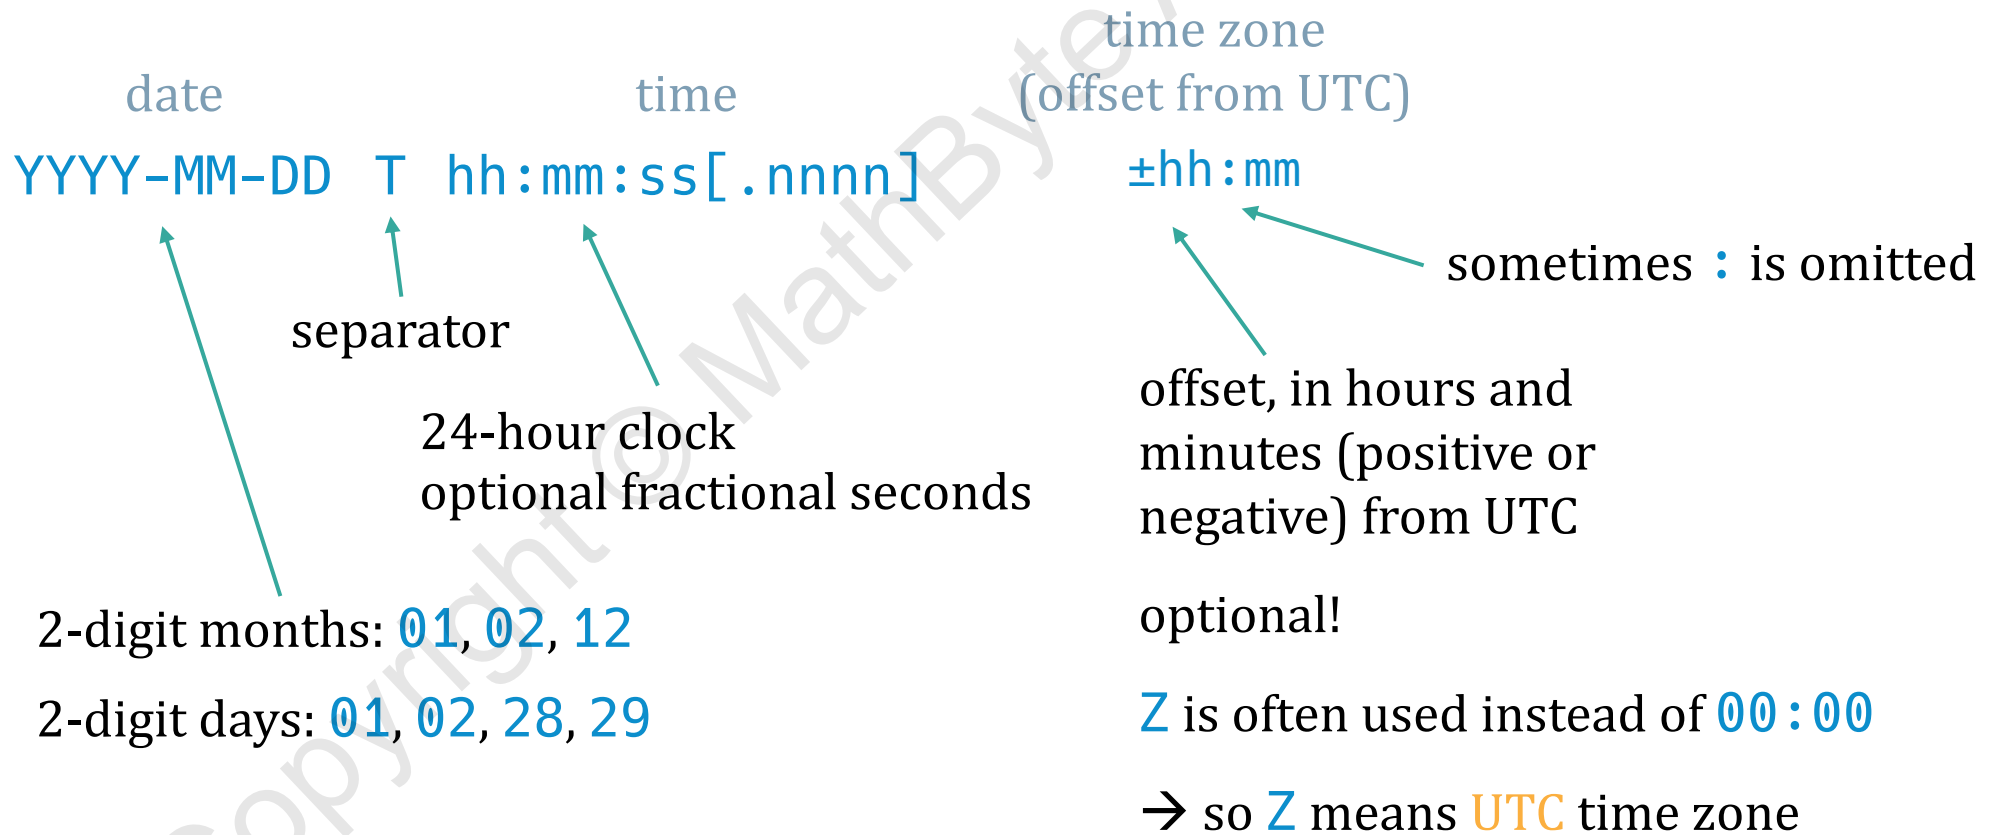 date
time
time zone
(offset from UTC)
YYYY-MM-DD T hh:mm:ss[.nnnn]
±hh:mm
sometimes : is omitted
separator
24-hour clock
optional fractional seconds
offset, in hours and
minutes (positive or
negative) from UTC
2-digit months: 01, 02, 12
2-digit days: 01, 02, 28, 29
optional!
Z is often used instead of 00:00
→ so Z means UTC time zone
Copyright © MathByte